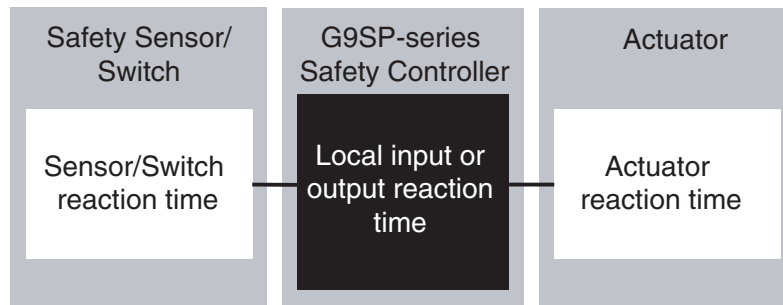 Safety Sensor/
Switch
Sensor/Switch
reaction time
G9SP-series
Safety Controller
Local input or
output reaction
time
Actuator
Actuator
reaction time